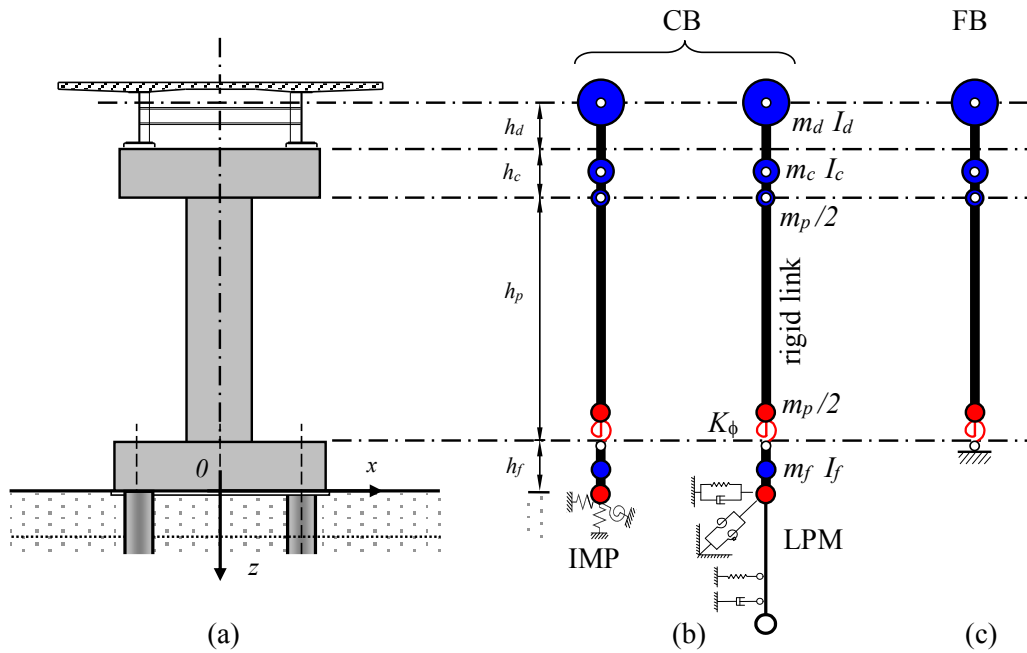 CB
FB
h_d
m_d I_d
h_c
m_c I_c
m_p/2
h_p
rigid link
m_p/2
K_ϕ
0
x
h_f
m_f I_f
IMP
LPM
z
(a)
(b)
(c)